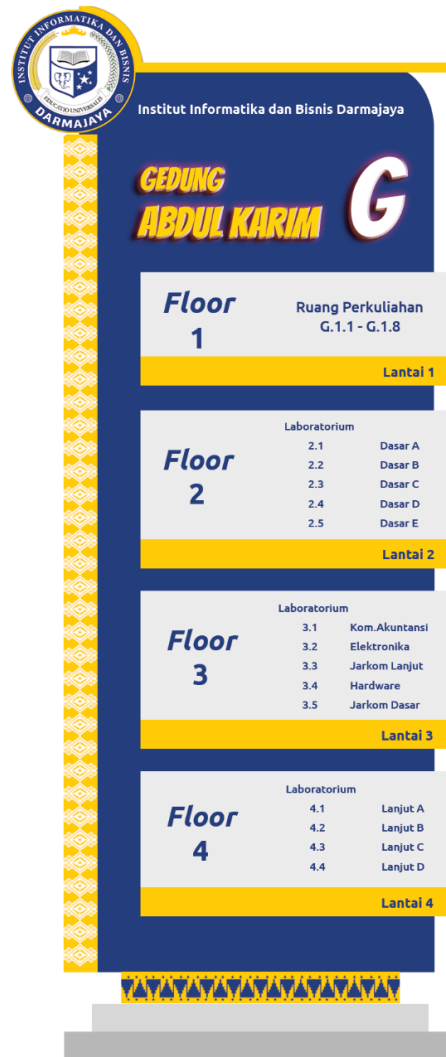 INSTITUT INFORMATIKA DAN BISNIS
EDUCATIO UNIVERSALIS
DARMAJAYA
Institut Informatika dan Bisnis Darmajaya
GEDUNG
ABDUL KARIM
G
Floor
1
Ruang Perkuliahan
G.1.1 - G.1.8
Lantai 1
Floor
2
Laboratorium
2.1 Dasar A
2.2 Dasar B
2.3 Dasar C
2.4 Dasar D
2.5 Dasar E
Lantai 2
Floor
3
Laboratorium
3.1 Kom.Akuntansi
3.2 Elektronika
3.3 Jarkom Lanjut
3.4 Hardware
3.5 Jarkom Dasar
Lantai 3
Floor
4
Laboratorium
4.1 Lanjut A
4.2 Lanjut B
4.3 Lanjut C
4.4 Lanjut D
Lantai 4